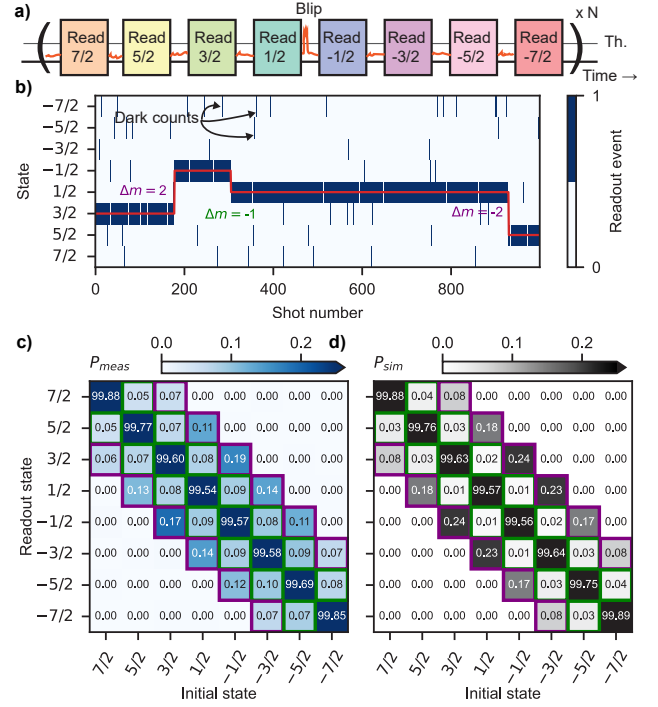 a)
Blip
x N
Read 7/2
Read 5/2
Read 3/2
Read 1/2
Read -1/2
Read -3/2
Read -5/2
Read -7/2
Th.
Time →
b)
−7/2
−5/2
−3/2
−1/2
1/2
3/2
5/2
7/2
State
Dark counts
Δm = 2
Δm = -1
Δm = -2
0 200 400 600 800
Shot number
1
0
Readout event
c)
0.0 0.1 0.2
P_meas
7/2 99.88 0.05 0.07 0.00 0.00 0.00 0.00 0.00
5/2 0.05 99.77 0.07 0.11 0.00 0.00 0.00 0.00
3/2 0.06 0.07 99.60 0.08 0.19 0.00 0.00 0.00
1/2 0.00 0.13 0.08 99.54 0.09 0.14 0.00 0.00
−1/2 0.00 0.00 0.17 0.09 99.57 0.08 0.11 0.00
−3/2 0.00 0.00 0.00 0.14 0.09 99.58 0.09 0.07
−5/2 0.00 0.00 0.00 0.00 0.12 0.10 99.69 0.08
−7/2 0.00 0.00 0.00 0.00 0.00 0.07 0.07 99.85
Readout state
7/2 5/2 3/2 1/2 −1/2 −3/2 −5/2 −7/2
Initial state
d)
0.0 0.1 0.2
P_sim
99.88 0.04 0.08 0.00 0.00 0.00 0.00 0.00
0.03 99.76 0.03 0.18 0.00 0.00 0.00 0.00
0.08 0.03 99.63 0.02 0.24 0.00 0.00 0.00
0.00 0.18 0.01 99.57 0.01 0.23 0.00 0.00
0.00 0.00 0.24 0.01 99.56 0.02 0.17 0.00
0.00 0.00 0.00 0.23 0.01 99.64 0.03 0.08
0.00 0.00 0.00 0.00 0.17 0.03 99.75 0.04
0.00 0.00 0.00 0.00 0.00 0.08 0.03 99.89
7/2 5/2 3/2 1/2 −1/2 −3/2 −5/2 −7/2
Initial state